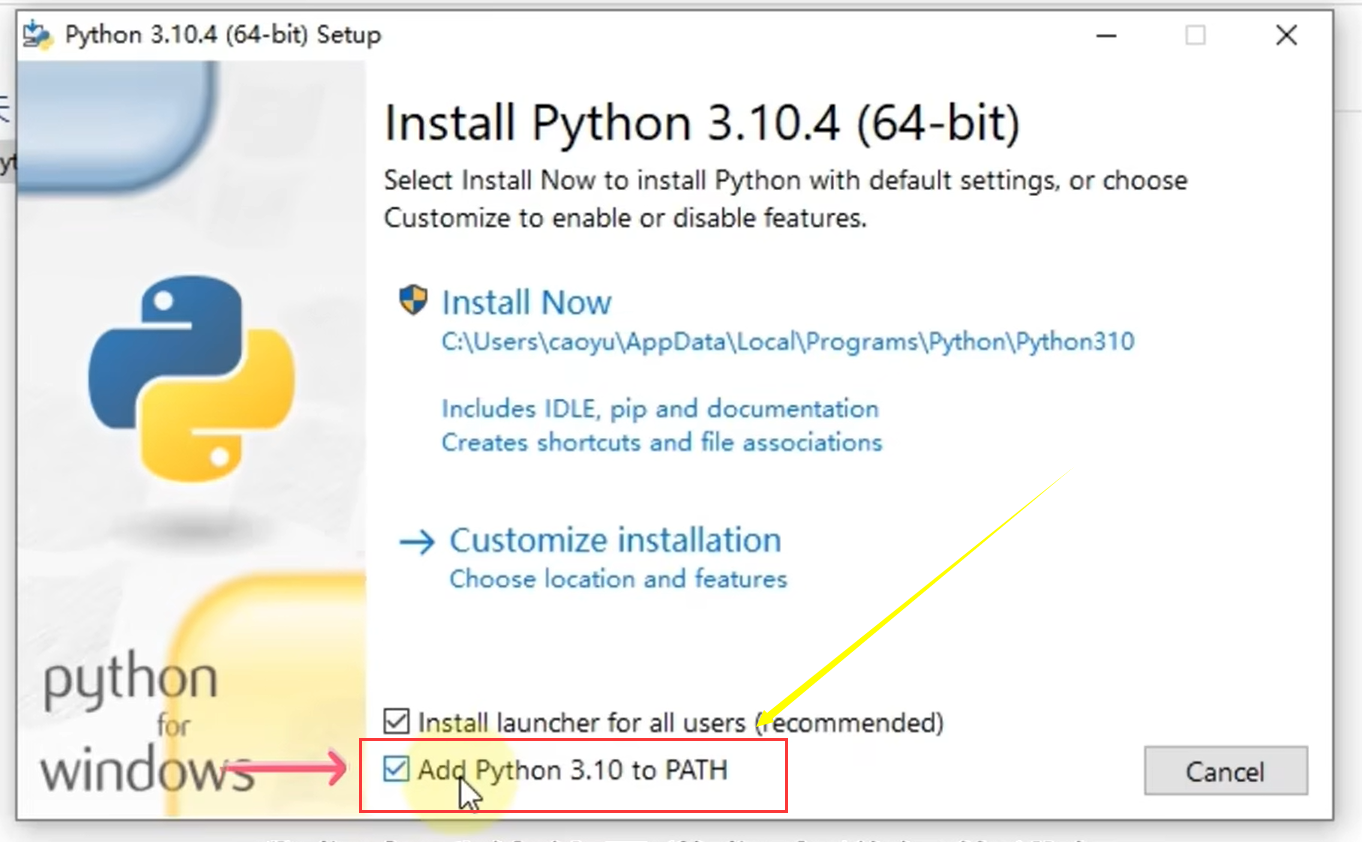 Python 3.10.4 (64-bit) Setup
Install Python 3.10.4 (64-bit)
Select Install Now to install Python with default settings, or choose
Customize to enable or disable features.
Install Now
C:\Users\caoyu\AppData\Local\Programs\Python\Python310
Includes IDLE, pip and documentation
Creates shortcuts and file associations
Customize installation
Choose location and features
python
for
windows
Install launcher for all users (recommended)
Add Python 3.10 to PATH
Cancel